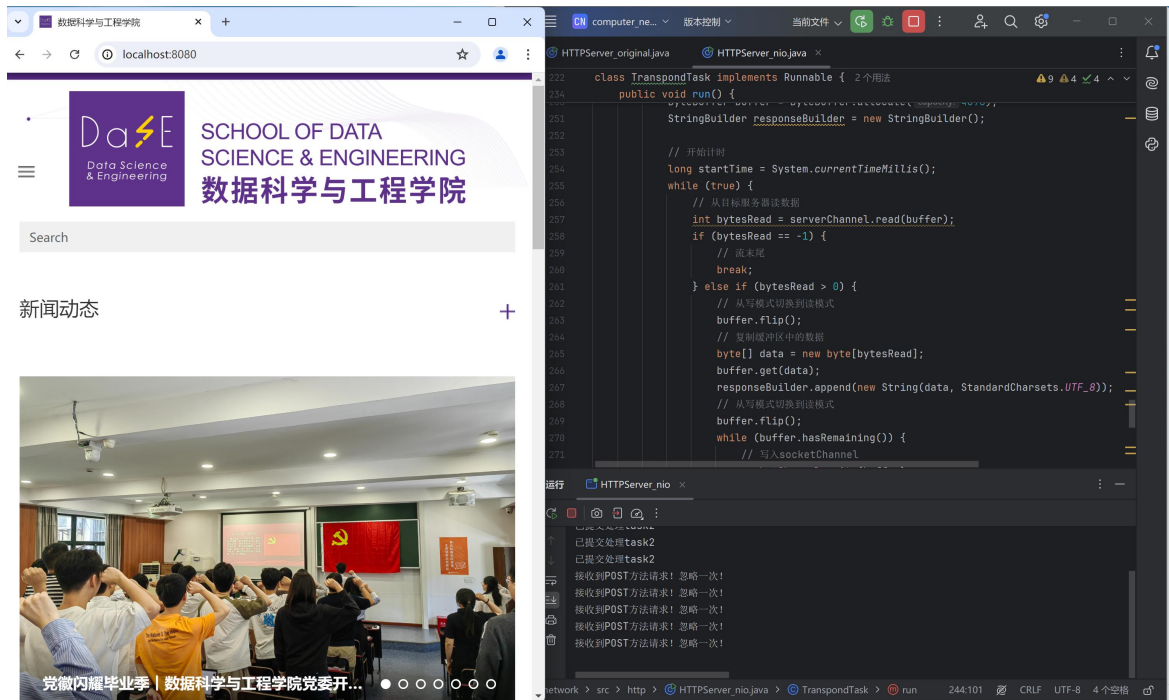 数据科学与工程学院
localhost:8080
DaSE
Data Science
& Engineering
SCHOOL OF DATA
SCIENCE & ENGINEERING
数据科学与工程学院
Search
新闻动态
党徽闪耀毕业季｜数据科学与工程学院党委开...
CN computer_ne... 版本控制 当前文件
HTTPServer_original.java HTTPServer_nio.java
222 class TranspondTask implements Runnable { 2个用法 9 4 4
234 public void run() {
251 StringBuilder responseBuilder = new StringBuilder();
252
253 // 开始计时
254 long startTime = System.currentTimeMillis();
255 while (true) {
256 // 从目标服务器读数据
257 int bytesRead = serverChannel.read(buffer);
258 if (bytesRead == -1) {
259 // 流末尾
260 break;
261 } else if (bytesRead > 0) {
262 // 从写模式切换到读模式
263 buffer.flip();
264 // 复制缓冲区中的数据
265 byte[] data = new byte[bytesRead];
266 buffer.get(data);
267 responseBuilder.append(new String(data, StandardCharsets.UTF_8));
268 // 从写模式切换到读模式
269 buffer.flip();
270 while (buffer.hasRemaining()) {
271 // 写入socketChannel
运行 HTTPServer_nio
已提交处理task2
已提交处理task2
已提交处理task2
接收到POST方法请求! 忽略一次!
接收到POST方法请求! 忽略一次!
接收到POST方法请求! 忽略一次!
接收到POST方法请求! 忽略一次!
接收到POST方法请求! 忽略一次!
network > src > http > HTTPServer_nio.java > TranspondTask > run 244:101 CRLF UTF-8 4个空格